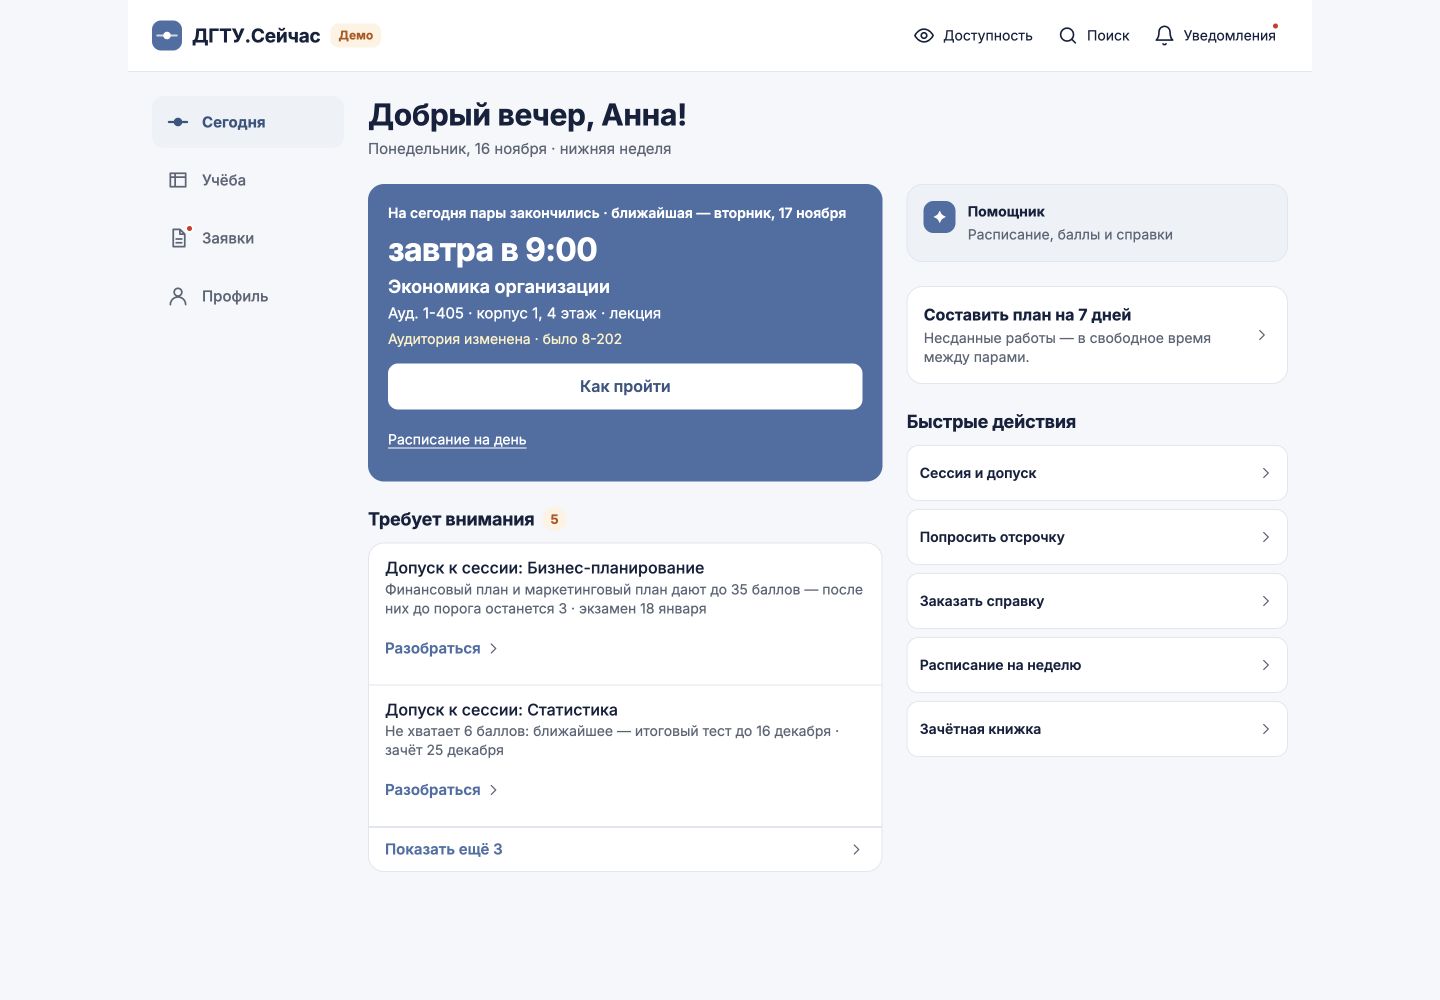 ДГТУ.Сейчас
Демо
Доступность
Поиск
Уведомления
Сегодня
Учёба
Заявки
Профиль
Добрый вечер, Анна!
Понедельник, 16 ноября · нижняя неделя
На сегодня пары закончились · ближайшая — вторник, 17 ноября
завтра в 9:00
Экономика организации
Ауд. 1-405 · корпус 1, 4 этаж · лекция
Аудитория изменена · было 8-202
Как пройти
Расписание на день
Требует внимания 5
Допуск к сессии: Бизнес-планирование
Финансовый план и маркетинговый план дают до 35 баллов — после
них до порога останется 3 · экзамен 18 января
Разобраться
Допуск к сессии: Статистика
Не хватает 6 баллов: ближайшее — итоговый тест до 16 декабря ·
зачёт 25 декабря
Разобраться
Показать ещё 3
Помощник
Расписание, баллы и справки
Составить план на 7 дней
Несданные работы — в свободное время
между парами.
Быстрые действия
Сессия и допуск
Попросить отсрочку
Заказать справку
Расписание на неделю
Зачётная книжка